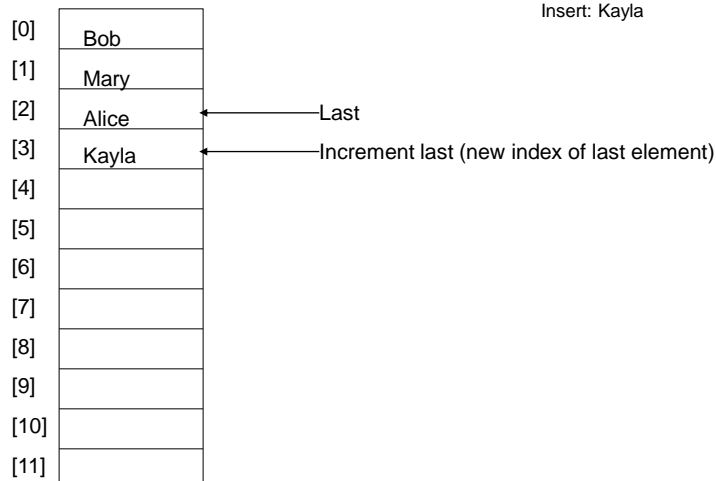 Insert: Kayla
[0] Bob
[1] Mary
[2] Alice Last
[3] Kayla Increment last (new index of last element)
[4]
[5]
[6]
[7]
[8]
[9]
[10]
[11]